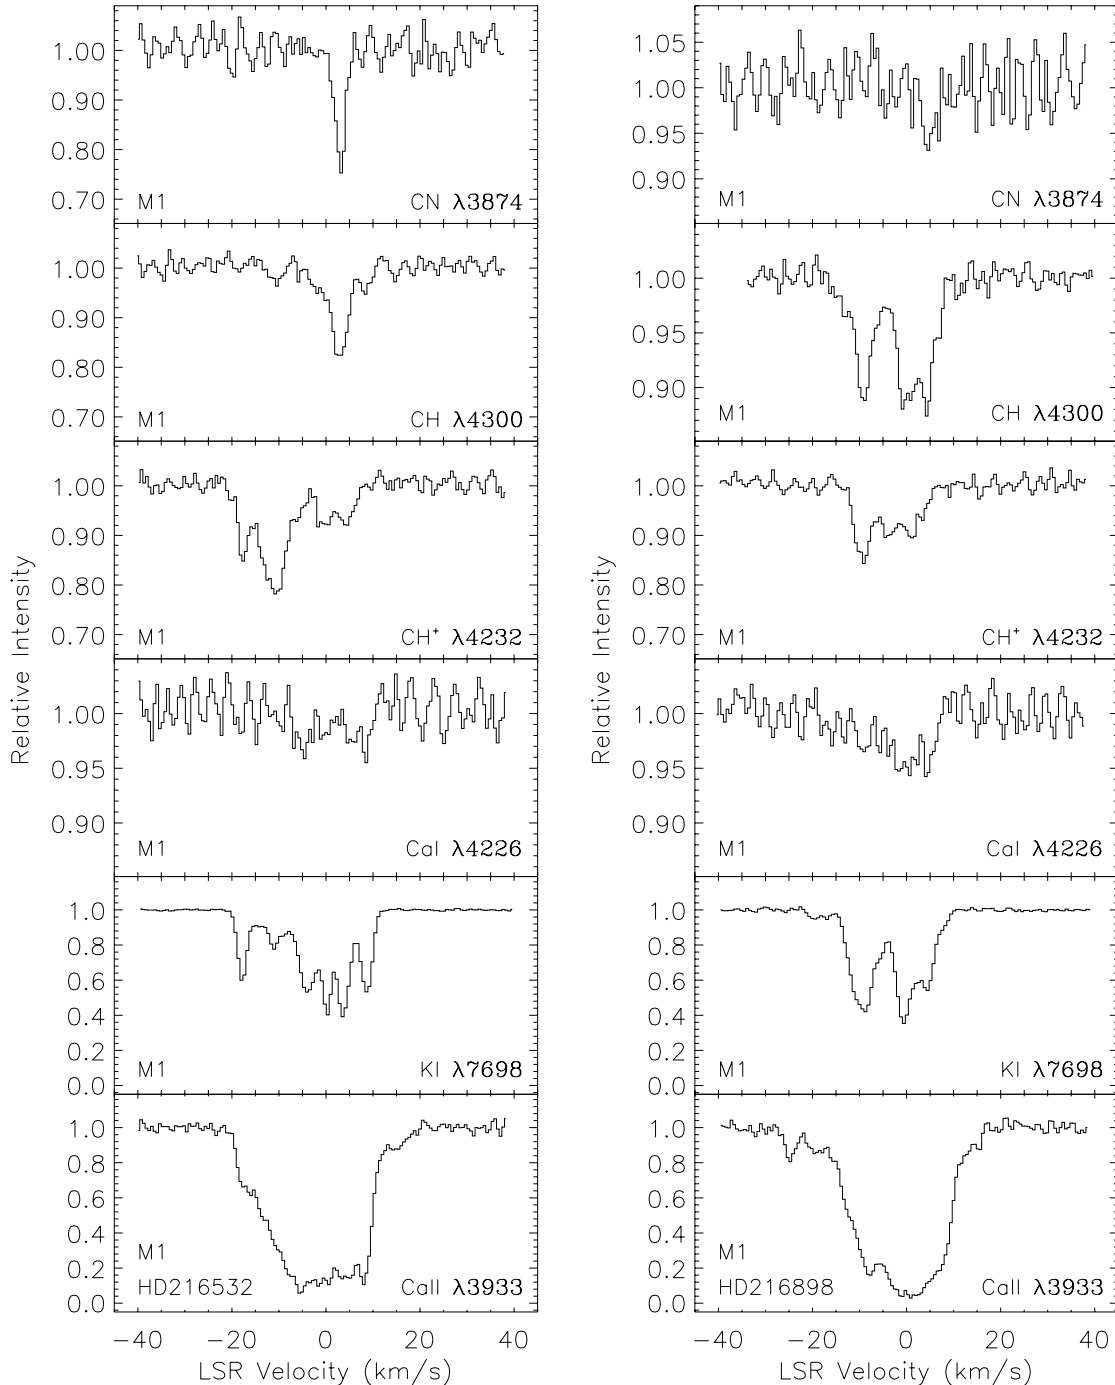 1.00
0.90
0.80
0.70
M1 CN λ3874
1.00
0.90
0.80
0.70
M1 CH λ4300
1.00
0.90
0.80
0.70
M1 CH⁺ λ4232
1.00
0.95
0.90
M1 CaI λ4226
1.0
0.8
0.6
0.4
0.2
0.0
M1 KI λ7698
1.0
0.8
0.6
0.4
0.2
0.0
M1
HD216532 CaII λ3933
−40 −20 0 20 40
LSR Velocity (km/s)
Relative Intensity
1.05
1.00
0.95
0.90
M1 CN λ3874
1.00
0.95
0.90
M1 CH λ4300
1.00
0.90
0.80
0.70
M1 CH⁺ λ4232
1.00
0.95
0.90
M1 CaI λ4226
1.0
0.8
0.6
0.4
0.2
0.0
M1 KI λ7698
1.0
0.8
0.6
0.4
0.2
0.0
M1
HD216898 CaII λ3933
−40 −20 0 20 40
LSR Velocity (km/s)
Relative Intensity